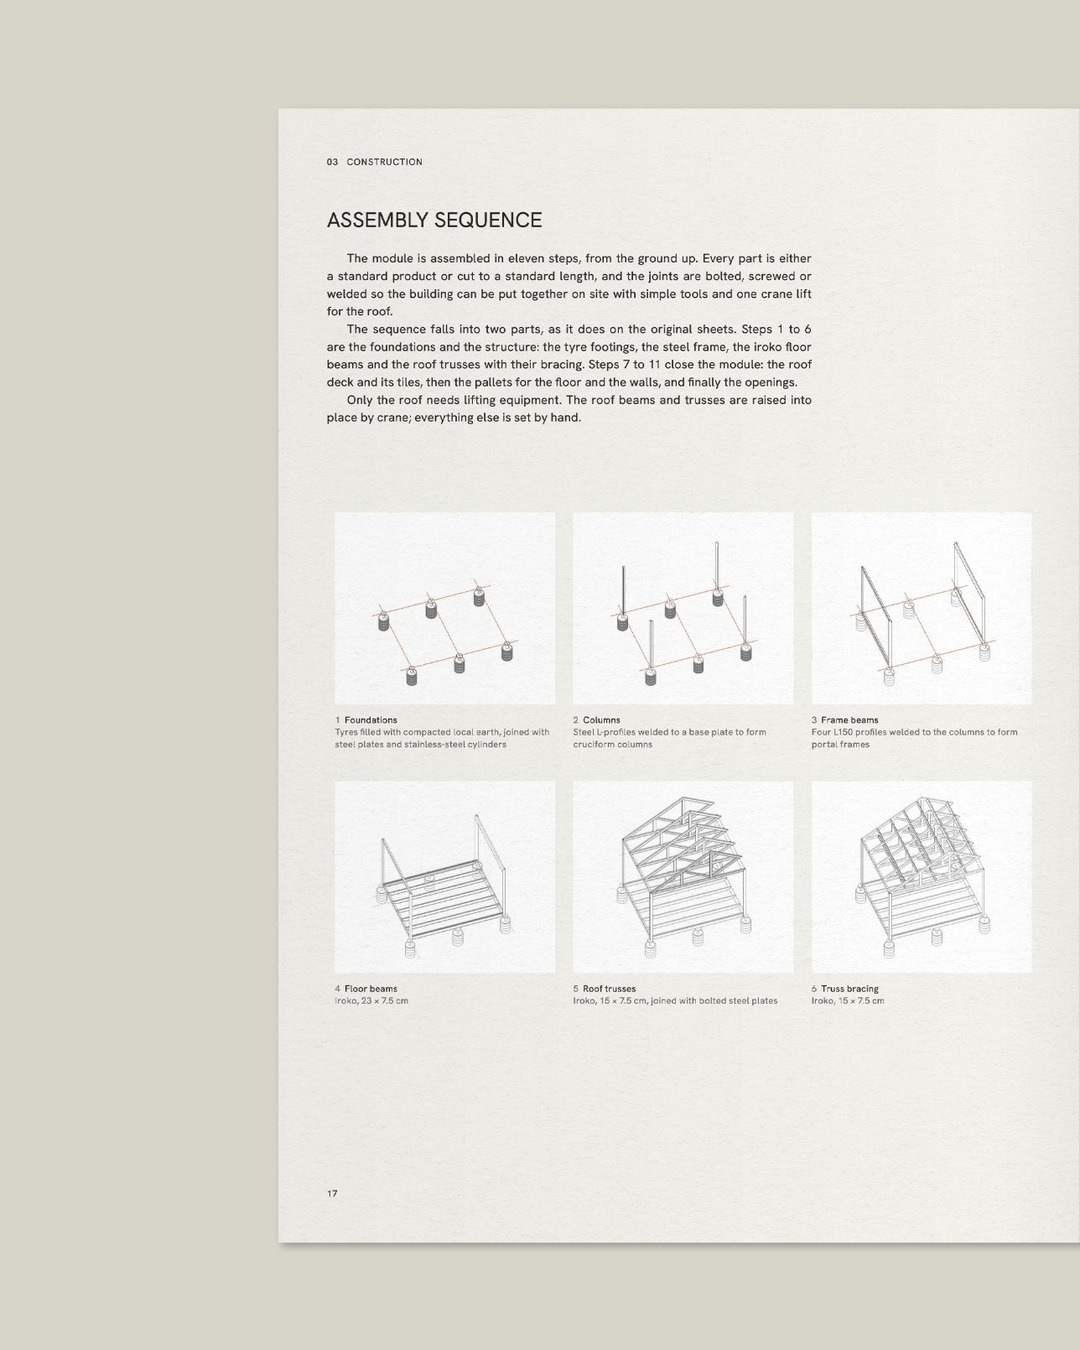 03 CONSTRUCTION
ASSEMBLY SEQUENCE
The module is assembled in eleven steps, from the ground up. Every part is either
a standard product or cut to a standard length, and the joints are bolted, screwed or
welded so the building can be put together on site with simple tools and one crane lift
for the roof.
The sequence falls into two parts, as it does on the original sheets. Steps 1 to 6
are the foundations and the structure: the tyre footings, the steel frame, the iroko floor
beams and the roof trusses with their bracing. Steps 7 to 11 close the module: the roof
deck and its tiles, then the pallets for the floor and the walls, and finally the openings.
Only the roof needs lifting equipment. The roof beams and trusses are raised into
place by crane; everything else is set by hand.
1 Foundations
Tyres filled with compacted local earth, joined with
steel plates and stainless-steel cylinders
2 Columns
Steel L-profiles welded to a base plate to form
cruciform columns
3 Frame beams
Four L150 profiles welded to the columns to form
portal frames
4 Floor beams
Iroko, 23 × 7.5 cm
5 Roof trusses
Iroko, 15 × 7.5 cm, joined with bolted steel plates
6 Truss bracing
Iroko, 15 × 7.5 cm
17